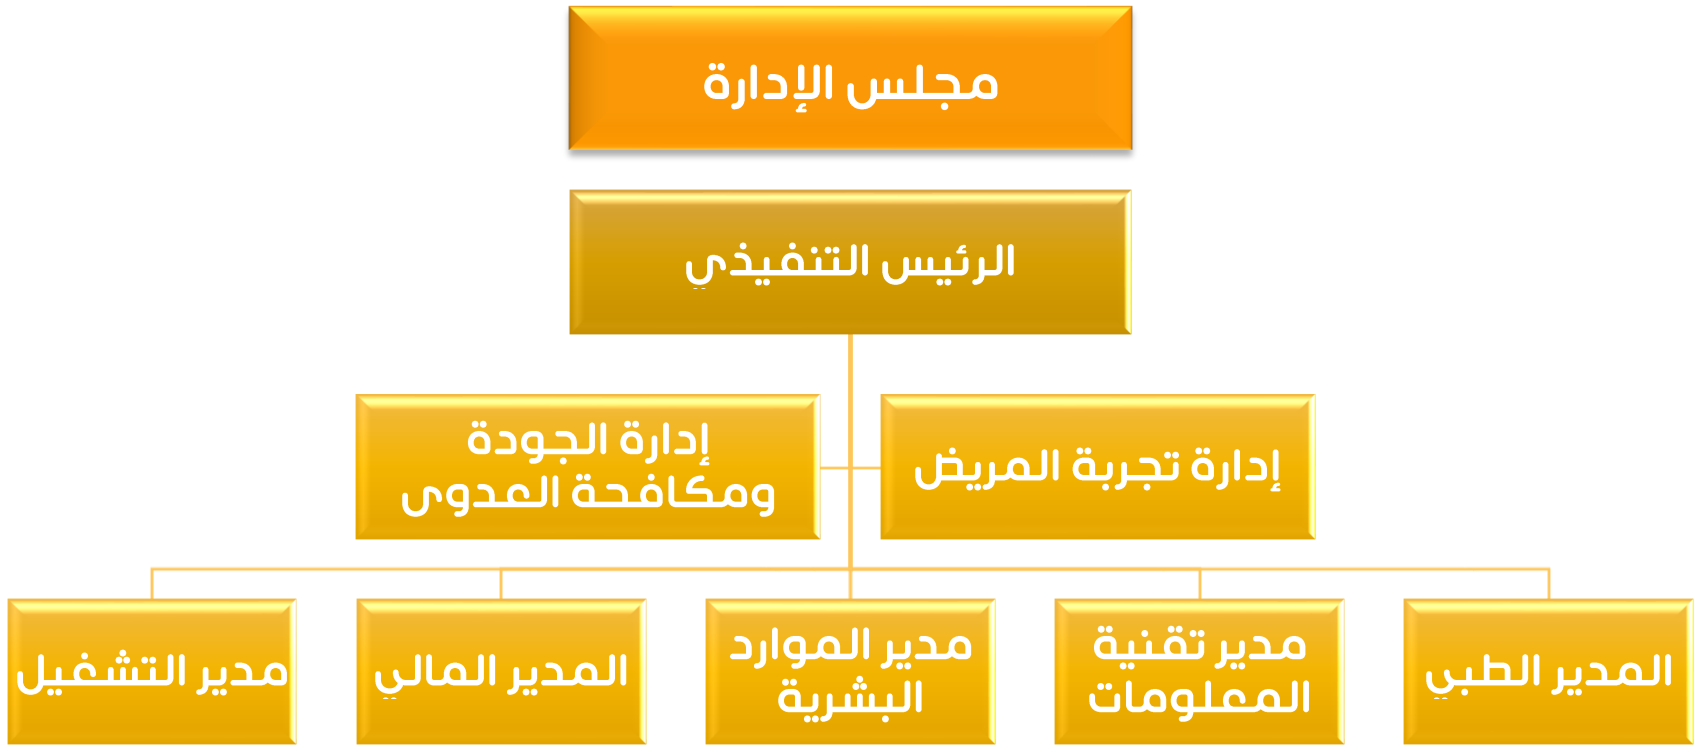 مجلس الإدارة
الرئيس التنفيذي
إدارة تجربة المريض
إدارة الجودة
ومكافحة العدوى
المدير الطبي
مدير تقنية
المعلومات
مدير الموارد
البشرية
المدير المالي
مدير التشغيل